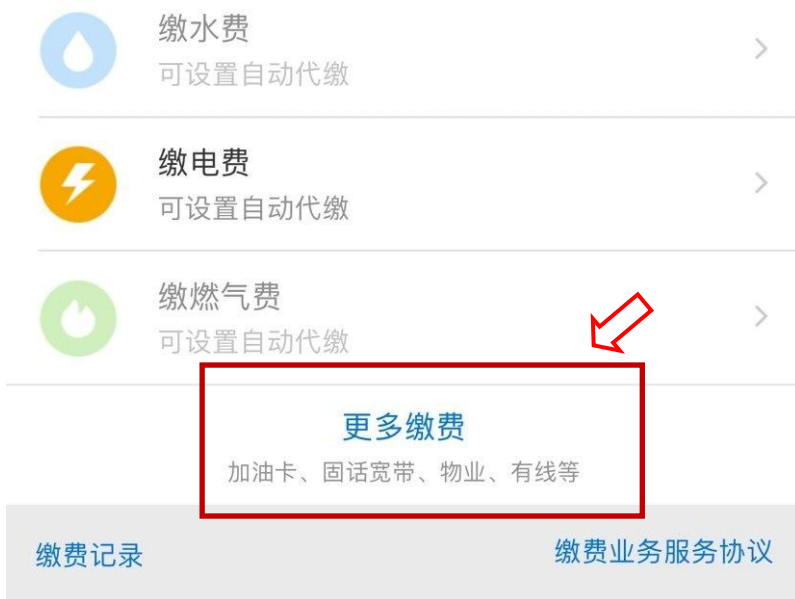 缴水费
可设置自动代缴
缴电费
可设置自动代缴
缴燃气费
可设置自动代缴
更多缴费
加油卡、固话宽带、物业、有线等
缴费记录
缴费业务服务协议